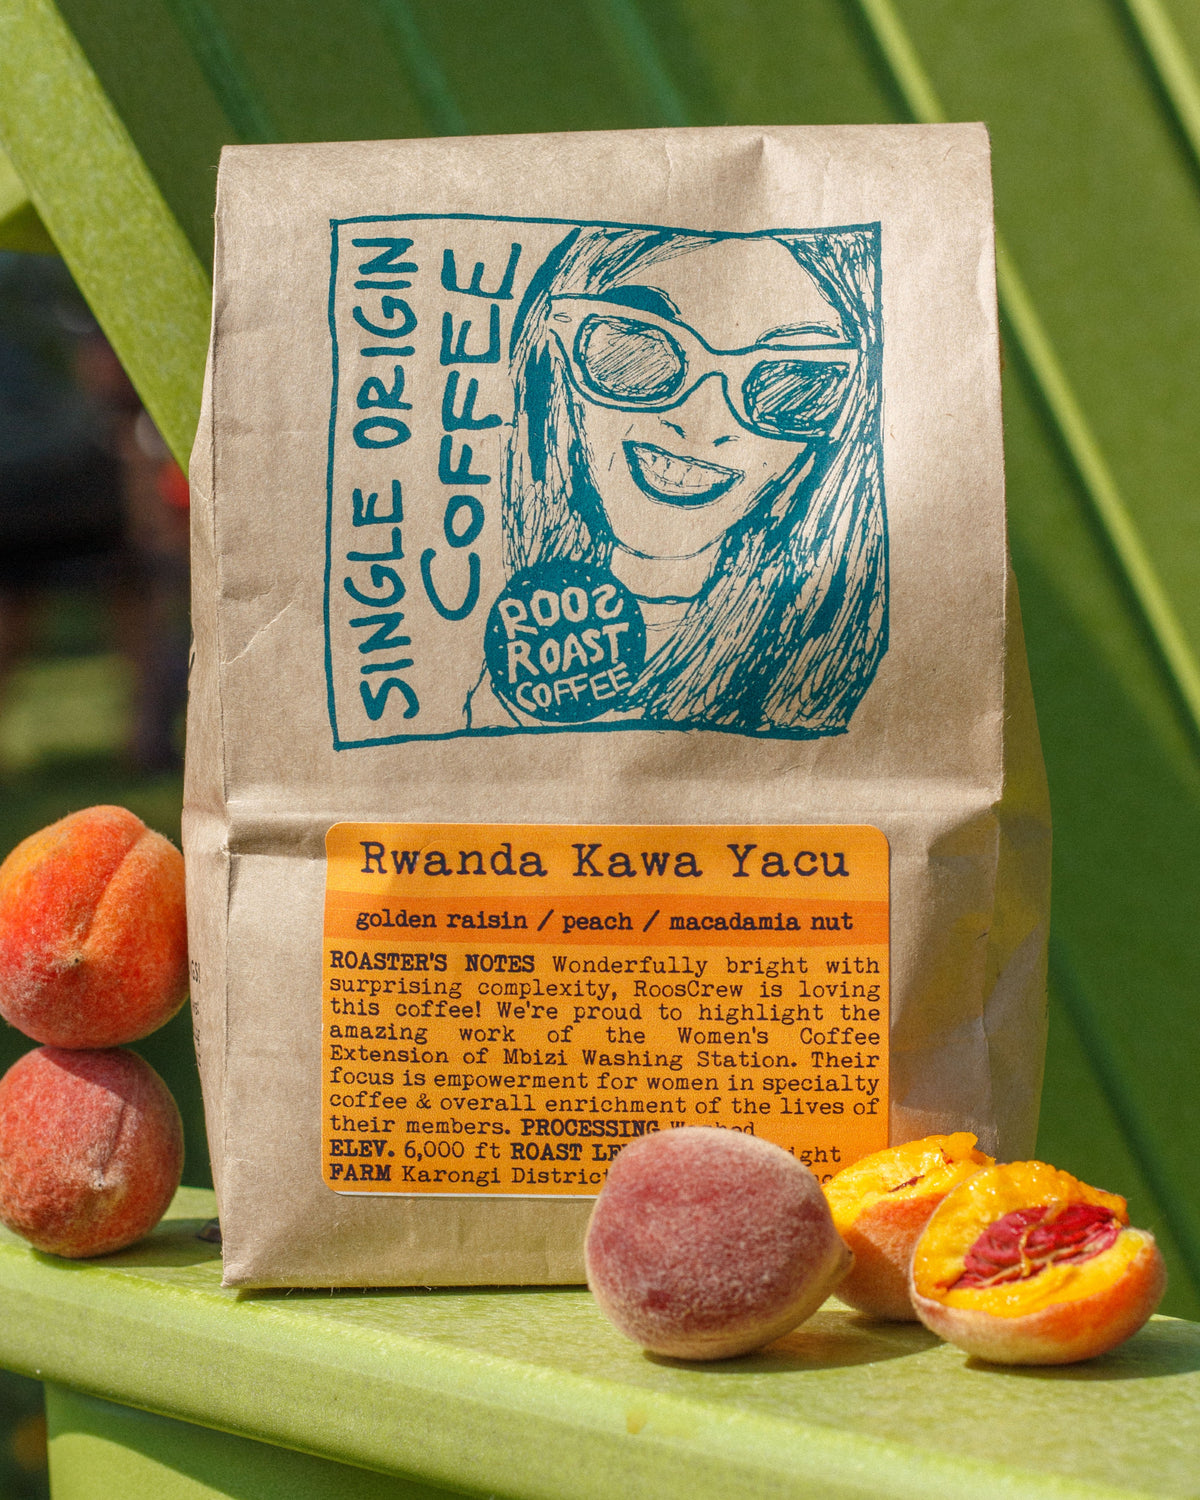 SINGLE ORIGIN
COFFEE
ROOS
ROAST
COFFEE
Rwanda Kawa Yacu
golden raisin / peach / macadamia nut
ROASTER'S NOTES Wonderfully bright with
surprising complexity, RoosCrew is loving
this coffee! We're proud to highlight the
amazing work of the Women's Coffee
Extension of Mbizi Washing Station. Their
focus is empowerment for women in specialty
coffee & overall enrichment of the lives of
their members. PROCESSING Washed
ELEV. 6,000 ft ROAST
FARM Karongi District